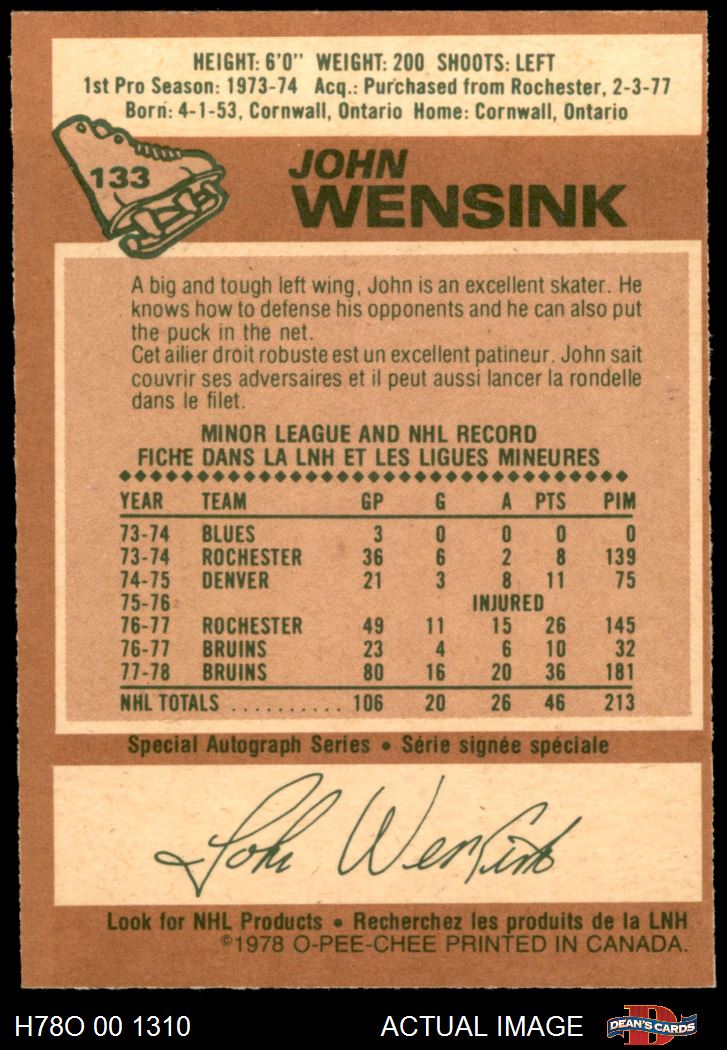 HEIGHT: 6'0" WEIGHT: 200 SHOOTS: LEFT
1st Pro Season: 1973-74 Acq.: Purchased from Rochester, 2-3-77
Born: 4-1-53, Cornwall, Ontario Home: Cornwall, Ontario
133
JOHN
WENSINK
A big and tough left wing, John is an excellent skater. He
knows how to defense his opponents and he can also put
the puck in the net.
Cet ailier droit robuste est un excellent patineur. John sait
couvrir ses adversaires et il peut aussi lancer la rondelle
dans le filet.
MINOR LEAGUE AND NHL RECORD
FICHE DANS LA LNH ET LES LIGUES MINEURES
YEAR TEAM GP G A PTS PIM
73-74 BLUES 3 0 0 0 0
73-74 ROCHESTER 36 6 2 8 139
74-75 DENVER 21 3 8 11 75
75-76 INJURED
76-77 ROCHESTER 49 11 15 26 145
76-77 BRUINS 23 4 6 10 32
77-78 BRUINS 80 16 20 36 181
NHL TOTALS .......... 106 20 26 46 213
Special Autograph Series • Série signée spéciale
John Wensink
Look for NHL Products • Recherchez les produits de la LNH
©1978 O-PEE-CHEE PRINTED IN CANADA.
H78O 00 1310 ACTUAL IMAGE D DEAN'S CARDS